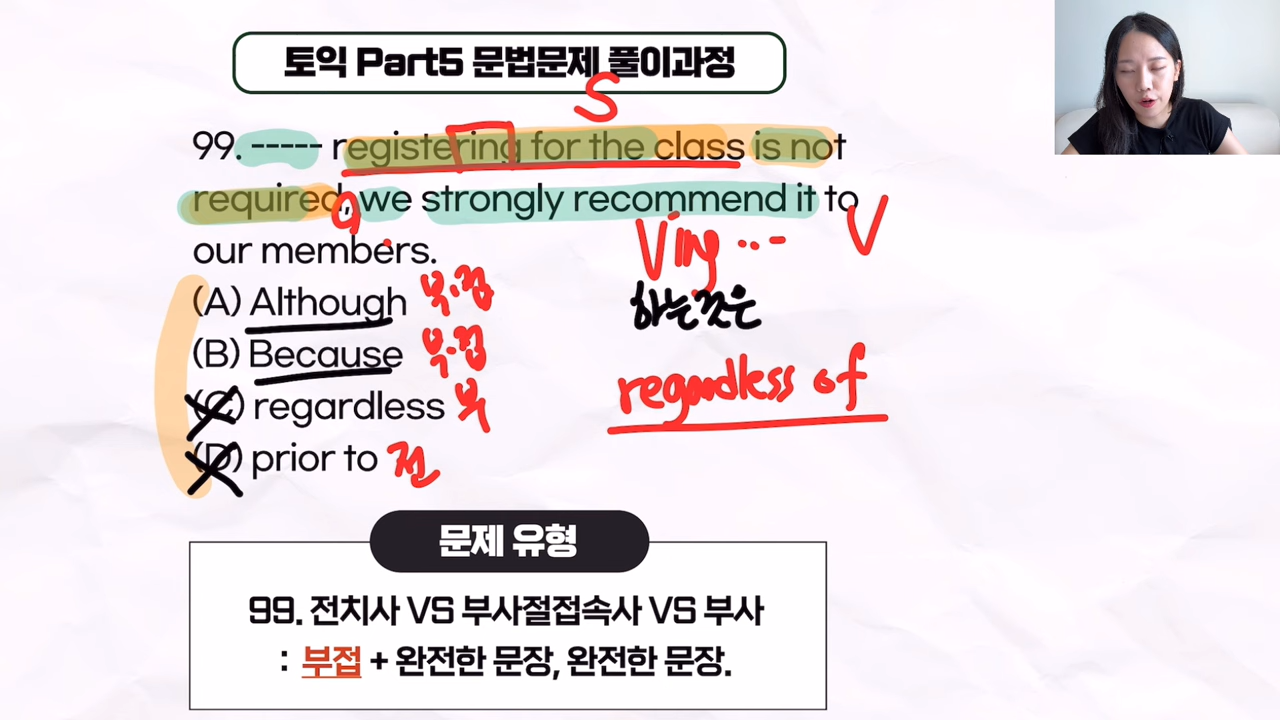 토익 Part5 문법문제 풀이과정
S
99. ----- registering for the class is not
required, we strongly recommend it to
our members.
Ving ... V
하는것은
(A) Although 부.접
(B) Because 부.접
(C) regardless 부
(D) prior to 전
regardless of
문제 유형
99. 전치사 VS 부사절접속사 VS 부사
: 부접 + 완전한 문장, 완전한 문장.